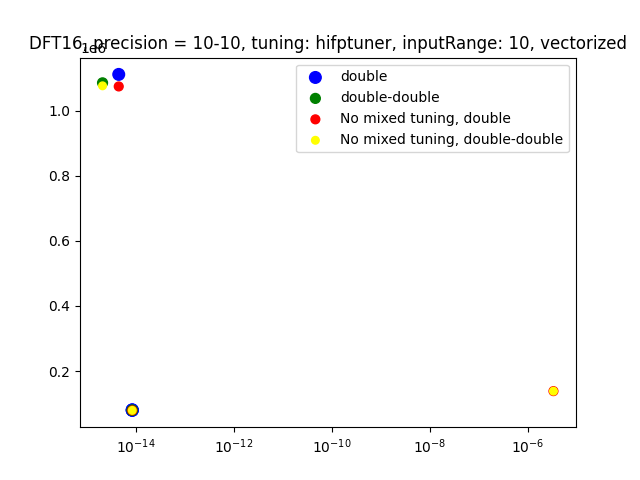 DFT16, precision = 10-10, tuning: hifptuner, inputRange: 10, vectorized
1e6
double
double-double
No mixed tuning, double
No mixed tuning, double-double
1.0
0.8
0.6
0.4
0.2
10⁻¹⁴
10⁻¹²
10⁻¹⁰
10⁻⁸
10⁻⁶